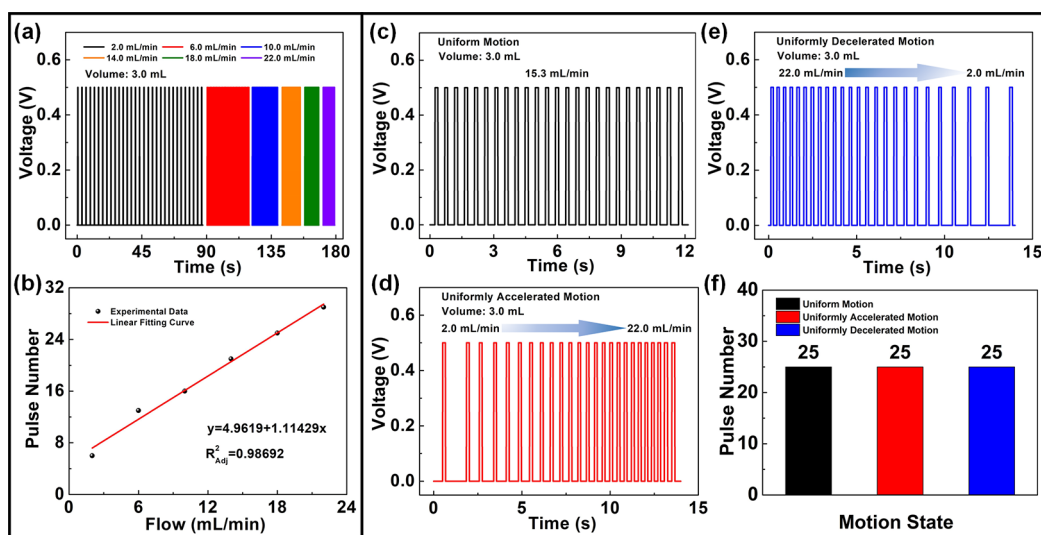 (a)
2.0 mL/min 6.0 mL/min 10.0 mL/min
14.0 mL/min 18.0 mL/min 22.0 mL/min
Volume: 3.0 mL
Voltage (V)
0.4
0.2
0.0
0 45 90 135 180
Time (s)
(b)
Experimental Data
Linear Fitting Curve
Pulse Number
32
24
16
8
0
y=4.9619+1.11429x
R²Adj=0.98692
0 6 12 18 24
Flow (mL/min)
(c)
Uniform Motion
Volume: 3.0 mL
15.3 mL/min
Voltage (V)
0.6
0.4
0.2
0.0
0 3 6 9 12
Time (s)
(d)
Uniformly Accelerated Motion
Volume: 3.0 mL
2.0 mL/min 22.0 mL/min
Voltage (V)
0.6
0.4
0.2
0.0
0 5 10 15
Time (s)
(e)
Uniformly Decelerated Motion
Volume: 3.0 mL
22.0 mL/min 2.0 mL/min
Voltage (V)
0.6
0.4
0.2
0.0
0 5 10 15
Time (s)
(f)
Uniform Motion
Uniformly Accelerated Motion
Uniformly Decelerated Motion
Pulse Number
40
30
20
10
0
25 25 25
Motion State